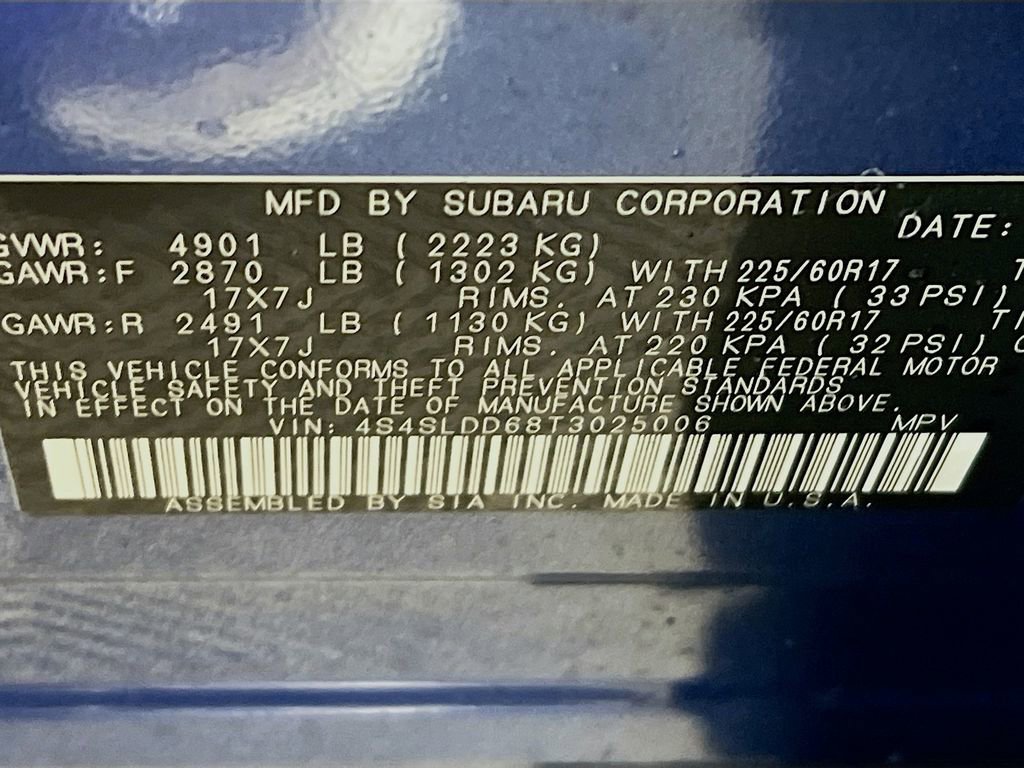 MFD BY SUBARU CORPORATION
DATE:
GVWR: 4901 LB ( 2223 KG)
GAWR:F 2870 LB ( 1302 KG) WITH 225/60R17
17X7J RIMS. AT 230 KPA ( 33 PSI)
GAWR:R 2491 LB ( 1130 KG) WITH 225/60R17
17X7J RIMS. AT 220 KPA ( 32 PSI)
THIS VEHICLE CONFORMS TO ALL APPLICABLE FEDERAL MOTOR
VEHICLE SAFETY AND THEFT PREVENTION STANDARDS
IN EFFECT ON THE DATE OF MANUFACTURE SHOWN ABOVE.
VIN: 4S4SLDD68T3025006 MPV
ASSEMBLED BY SIA INC. MADE IN U.S.A.